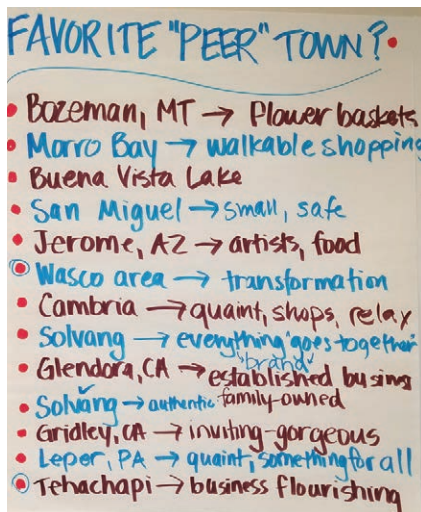 FAVORITE "PEER" TOWN?
Bozeman, MT → flower baskets
Morro Bay → walkable shopping
Buena Vista Lake
San Miguel → small, safe
Jerome, AZ → artists, food
Wasco area → transformation
Cambria → quaint, shops, relax
Solvang → everything goes together
"brand"
Glendora, CA → established busins
Solvang → authentic family-owned
Gridley, CA → inviting-gorgeous
Leper, PA → quaint, something for all
Tehachapi → business flourishing